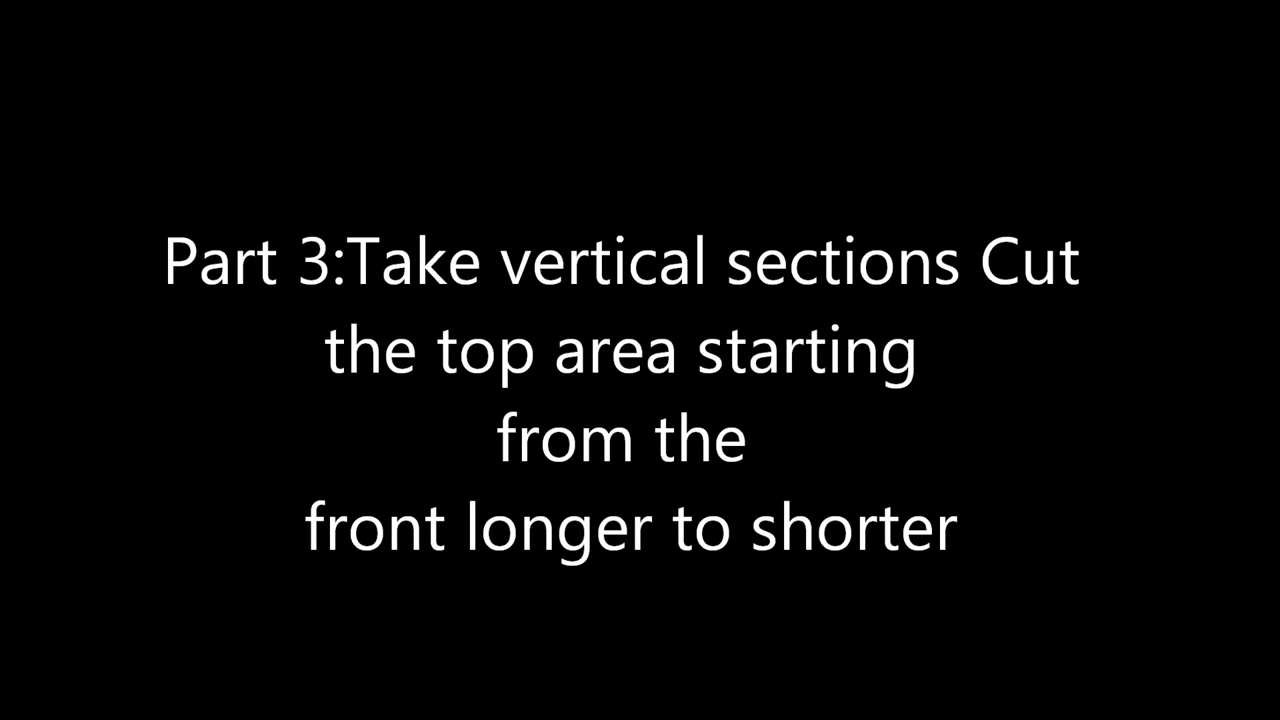 Part 3:Take vertical sections Cut
the top area starting
from the
front longer to shorter